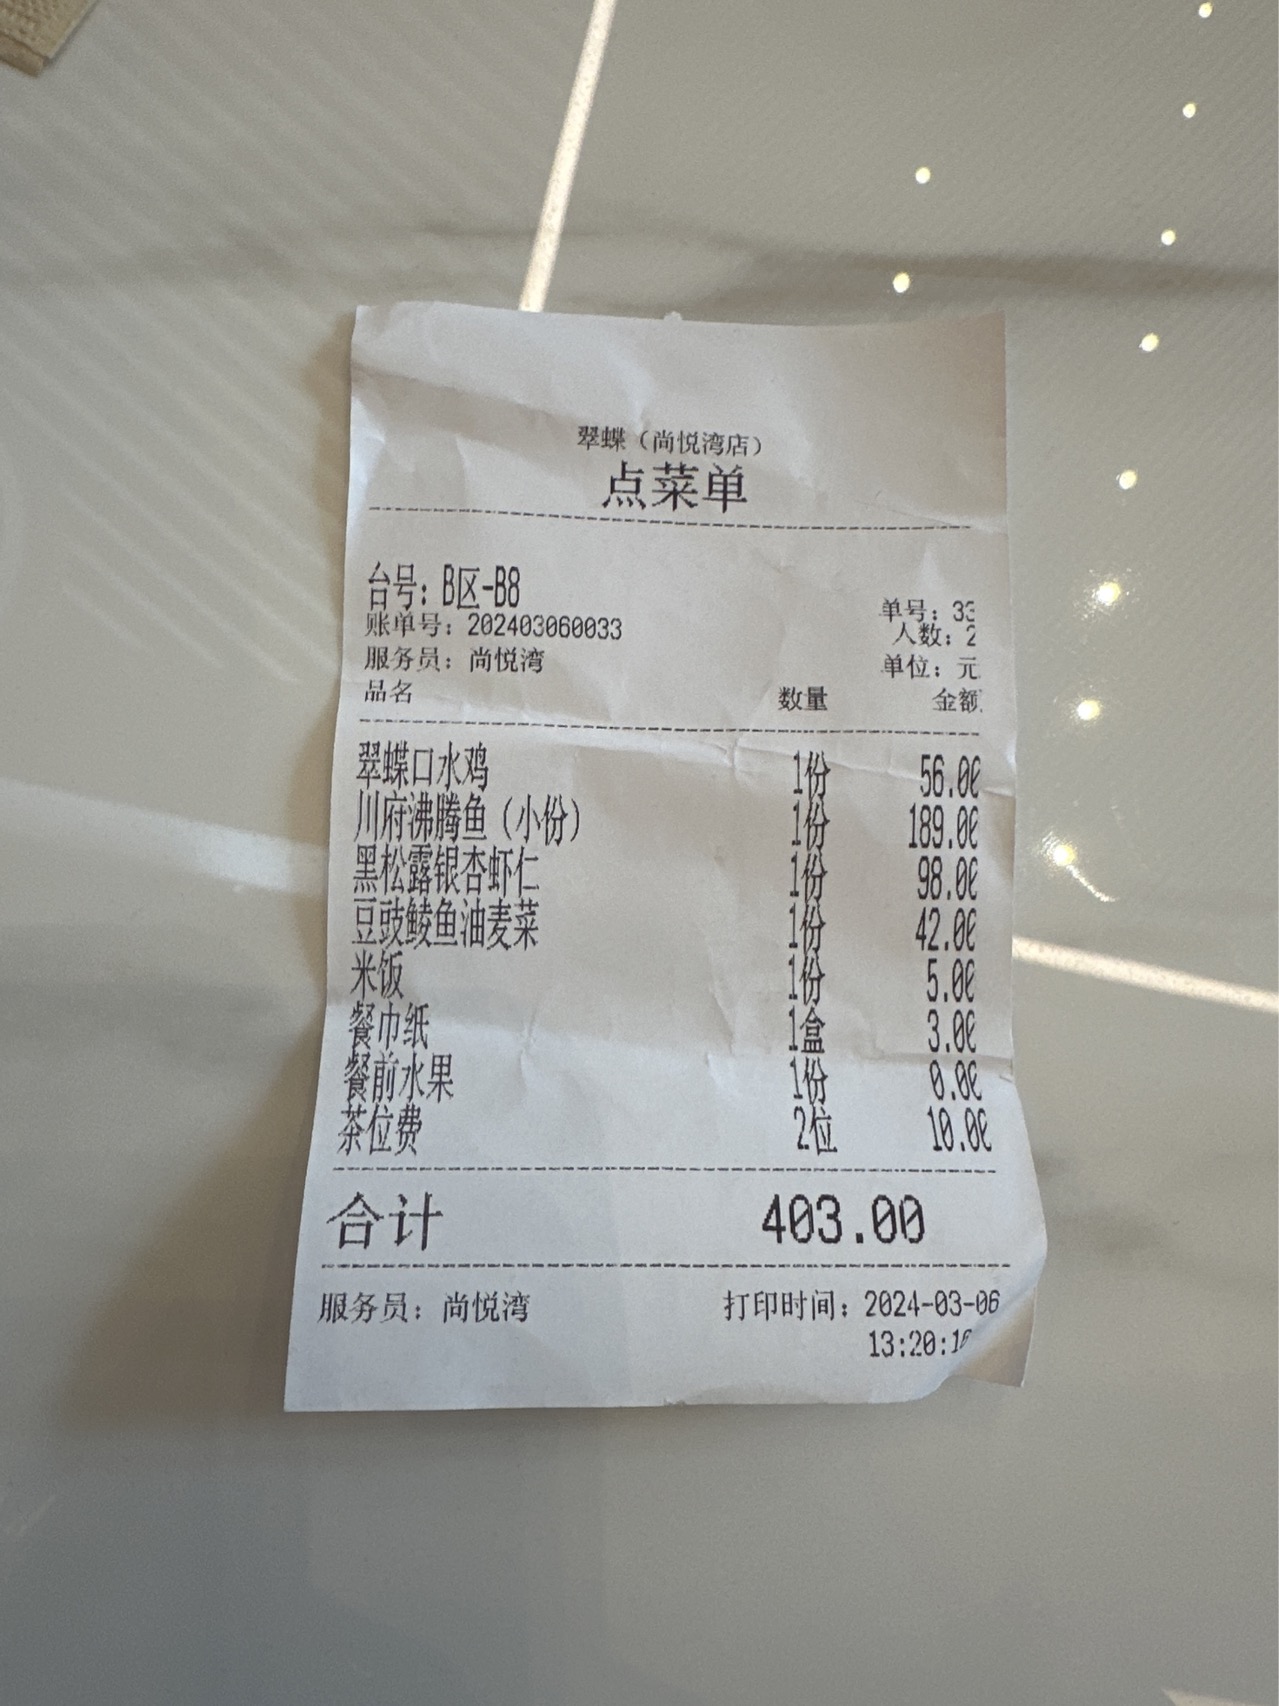 翠蝶（尚悦湾店）
点菜单
台号：B区-B8
单号：33
账单号：202403060033
人数：2
服务员：尚悦湾
单位：元
品名 数量 金额
翠蝶口水鸡 1份 56.00
川府沸腾鱼（小份） 1份 189.00
黑松露银杏虾仁 1份 98.00
豆豉鲮鱼油麦菜 1份 42.00
米饭 1份 5.00
餐巾纸 1盒 3.00
餐前水果 1份 0.00
茶位费 2位 10.00
合计 403.00
服务员：尚悦湾 打印时间：2024-03-06